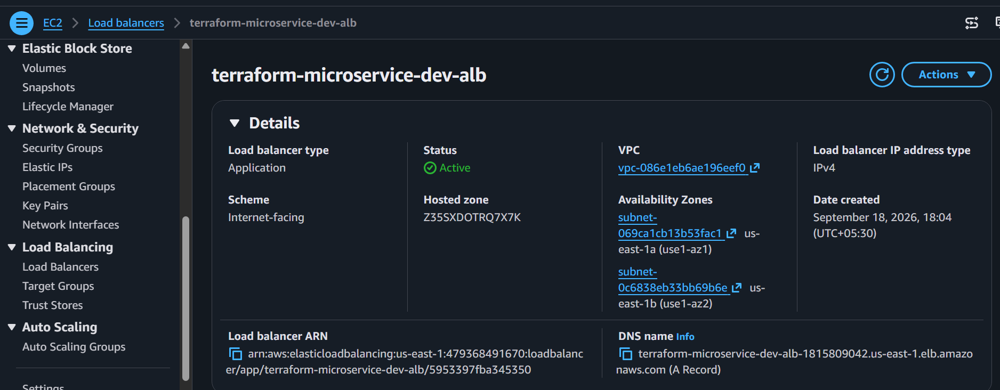 EC2 > Load balancers > terraform-microservice-dev-alb
Elastic Block Store
Volumes
Snapshots
Lifecycle Manager
Network & Security
Security Groups
Elastic IPs
Placement Groups
Key Pairs
Network Interfaces
Load Balancing
Load Balancers
Target Groups
Trust Stores
Auto Scaling
Auto Scaling Groups
Settings
terraform-microservice-dev-alb
Actions
Details
Load balancer type
Application
Status
Active
VPC
vpc-086e1eb6ae196eef0
Load balancer IP address type
IPv4
Scheme
Internet-facing
Hosted zone
Z35SXDOTRQ7X7K
Availability Zones
subnet-
069ca1cb13b53fac1 us-
east-1a (use1-az1)
subnet-
0c6838eb33bb69b6e us-
east-1b (use1-az2)
Date created
September 18, 2026, 18:04
(UTC+05:30)
Load balancer ARN
arn:aws:elasticloadbalancing:us-east-1:479368491670:loadbalanc
er/app/terraform-microservice-dev-alb/5953397fba345350
DNS name Info
terraform-microservice-dev-alb-1815809042.us-east-1.elb.amazo
naws.com (A Record)